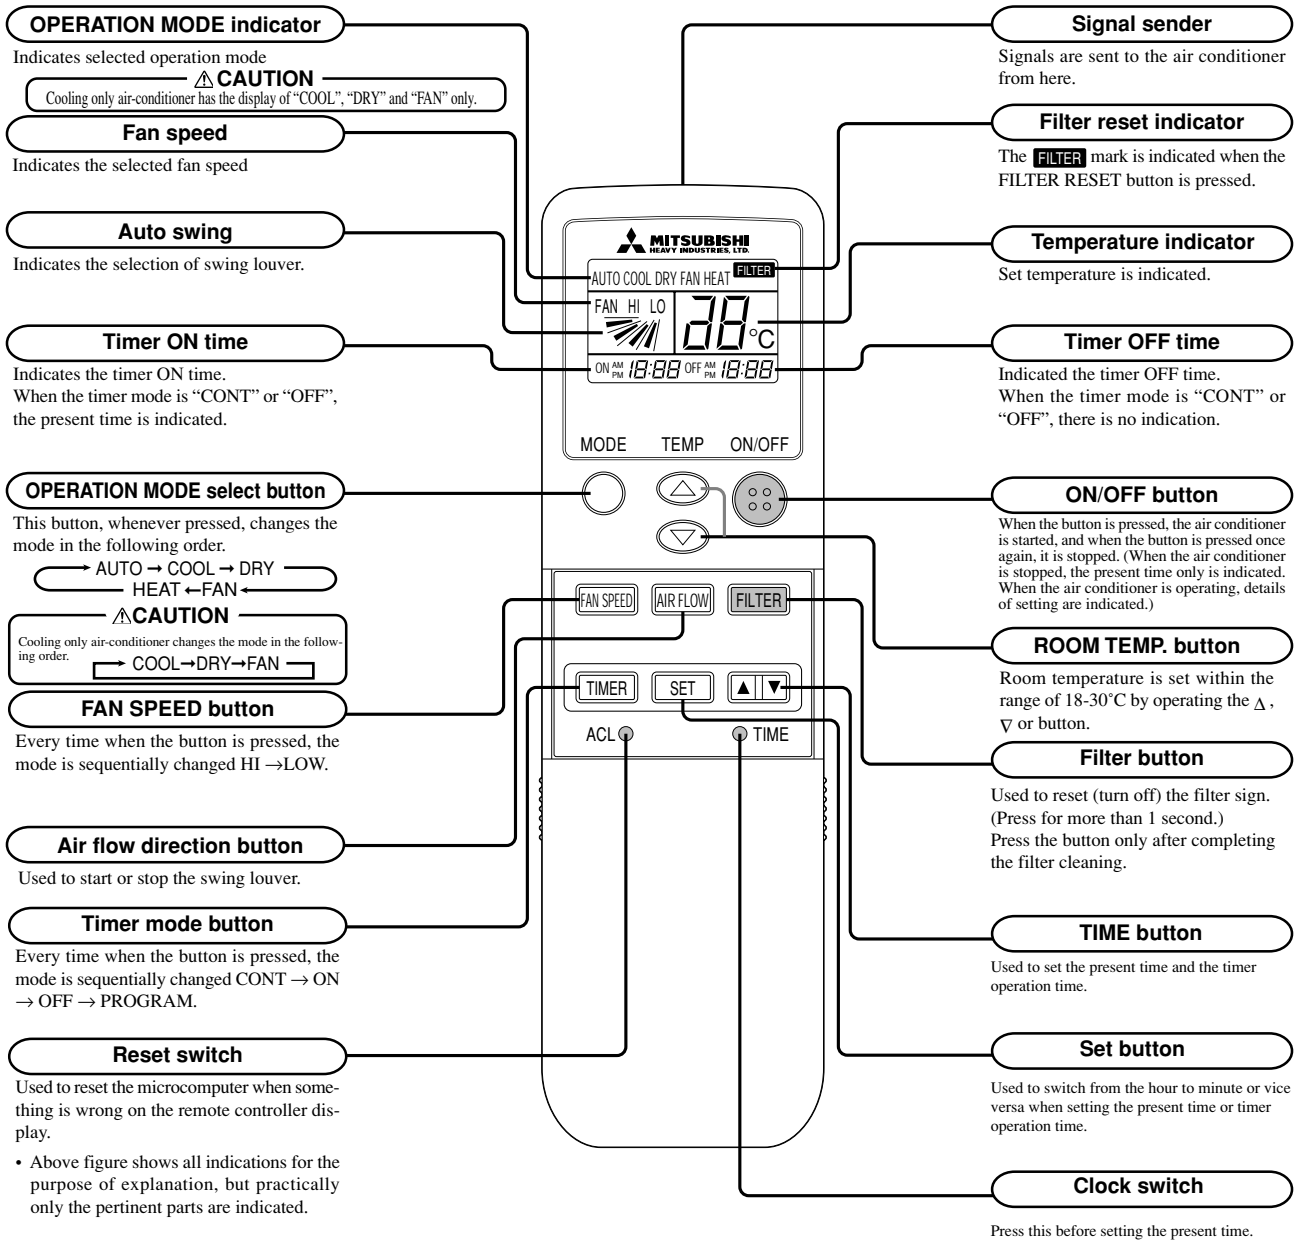 OPERATION MODE indicator
Indicates selected operation mode
⚠ CAUTION
Cooling only air-conditioner has the display of “COOL”, “DRY” and “FAN” only.
Fan speed
Indicates the selected fan speed
Auto swing
Indicates the selection of swing louver.
Timer ON time
Indicates the timer ON time.
When the timer mode is “CONT” or “OFF”,
the present time is indicated.
OPERATION MODE select button
This button, whenever pressed, changes the
mode in the following order.
AUTO → COOL → DRY
HEAT ← FAN
⚠CAUTION
Cooling only air-conditioner changes the mode in the follow-
ing order.
COOL→DRY→FAN
FAN SPEED button
Every time when the button is pressed, the
mode is sequentially changed HI →LOW.
Air flow direction button
Used to start or stop the swing louver.
Timer mode button
Every time when the button is pressed, the
mode is sequentially changed CONT → ON
→ OFF → PROGRAM.
Reset switch
Used to reset the microcomputer when some-
thing is wrong on the remote controller dis-
play.
• Above figure shows all indications for the
purpose of explanation, but practically
only the pertinent parts are indicated.
MITSUBISHI
HEAVY INDUSTRIES, LTD.
AUTO COOL DRY FAN HEAT FILTER
FAN HI LO
38 °C
ON AM PM 18:88 OFF AM PM 18:88
MODE TEMP ON/OFF
△
▽
FAN SPEED AIR FLOW FILTER
TIMER SET ▲ ▼
ACL TIME
Signal sender
Signals are sent to the air conditioner
from here.
Filter reset indicator
The FILTER mark is indicated when the
FILTER RESET button is pressed.
Temperature indicator
Set temperature is indicated.
Timer OFF time
Indicated the timer OFF time.
When the timer mode is “CONT” or
“OFF”, there is no indication.
ON/OFF button
When the button is pressed, the air conditioner
is started, and when the button is pressed once
again, it is stopped. (When the air conditioner
is stopped, the present time only is indicated.
When the air conditioner is operating, details
of setting are indicated.)
ROOM TEMP. button
Room temperature is set within the
range of 18-30˚C by operating the △ ,
▽ or button.
Filter button
Used to reset (turn off) the filter sign.
(Press for more than 1 second.)
Press the button only after completing
the filter cleaning.
TIME button
Used to set the present time and the timer
operation time.
Set button
Used to switch from the hour to minute or vice
versa when setting the present time or timer
operation time.
Clock switch
Press this before setting the present time.